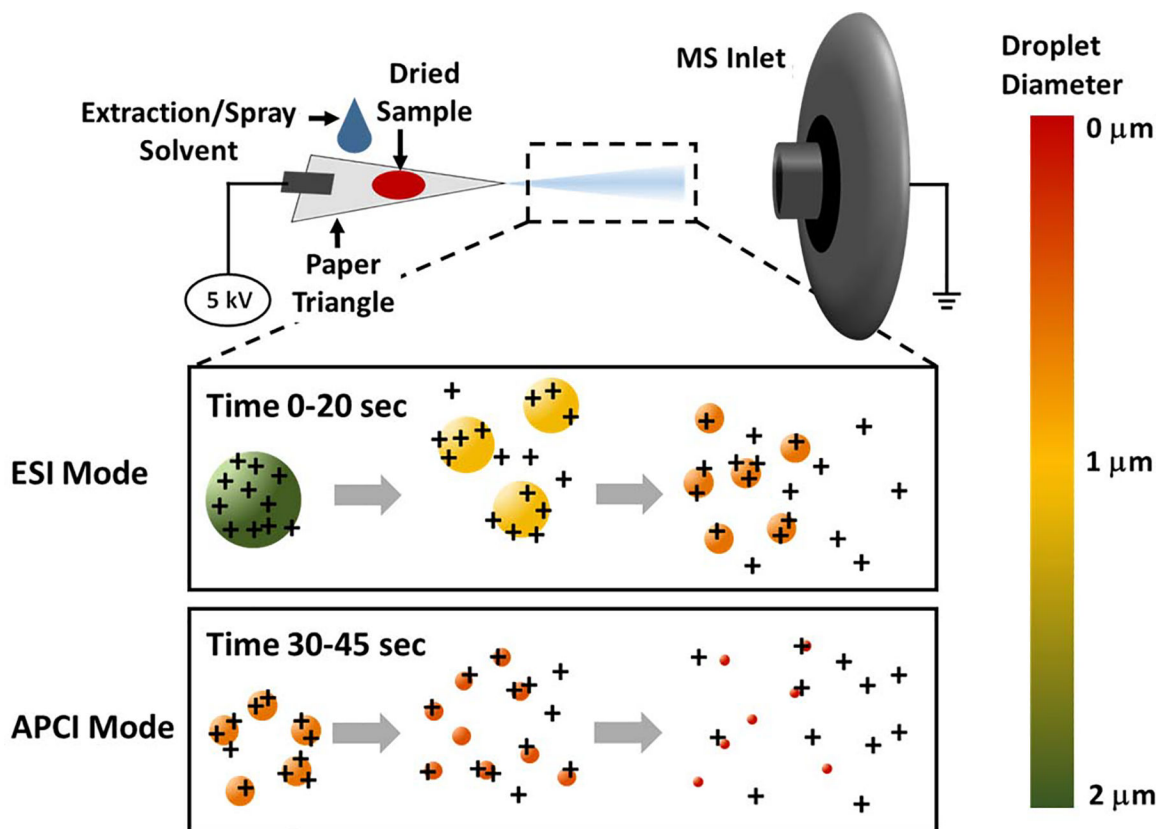 Droplet
Diameter
MS Inlet
Dried
Sample
Extraction/Spray
Solvent
0 μm
Paper
Triangle
5 kV
Time 0-20 sec
ESI Mode
1 μm
Time 30-45 sec
APCI Mode
2 μm